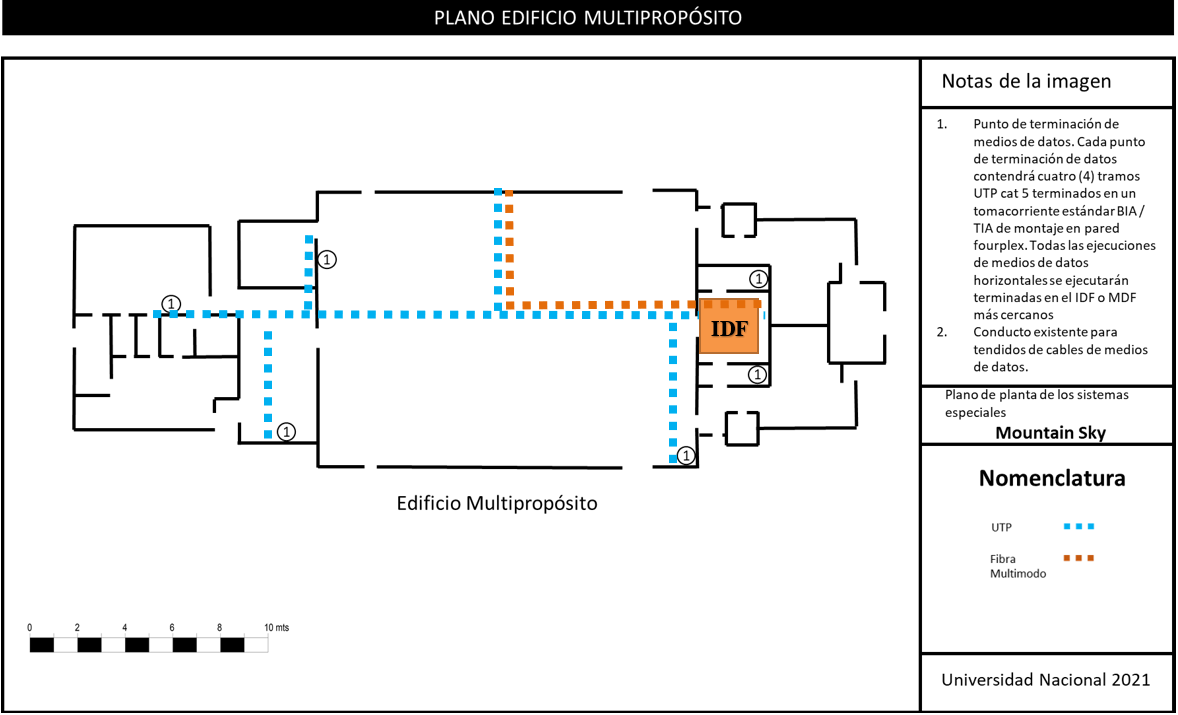 PLANO EDIFICIO MULTIPROPÓSITO
Notas de la imagen
1. Punto de terminación de
medios de datos. Cada punto
de terminación de datos
contendrá cuatro (4) tramos
UTP cat 5 terminados en un
tomacorriente estándar BIA /
TIA de montaje en pared
fourplex. Todas las ejecuciones
de medios de datos
horizontales se ejecutarán
terminadas en el IDF o MDF
más cercanos
2. Conducto existente para
tendidos de cables de medios
de datos.
Plano de planta de los sistemas
especiales
Mountain Sky
Nomenclatura
UTP
Fibra
Multimodo
Universidad Nacional 2021
1
1
1
1
IDF
1
1
Edificio Multipropósito
0 2 4 6 8 10 mts